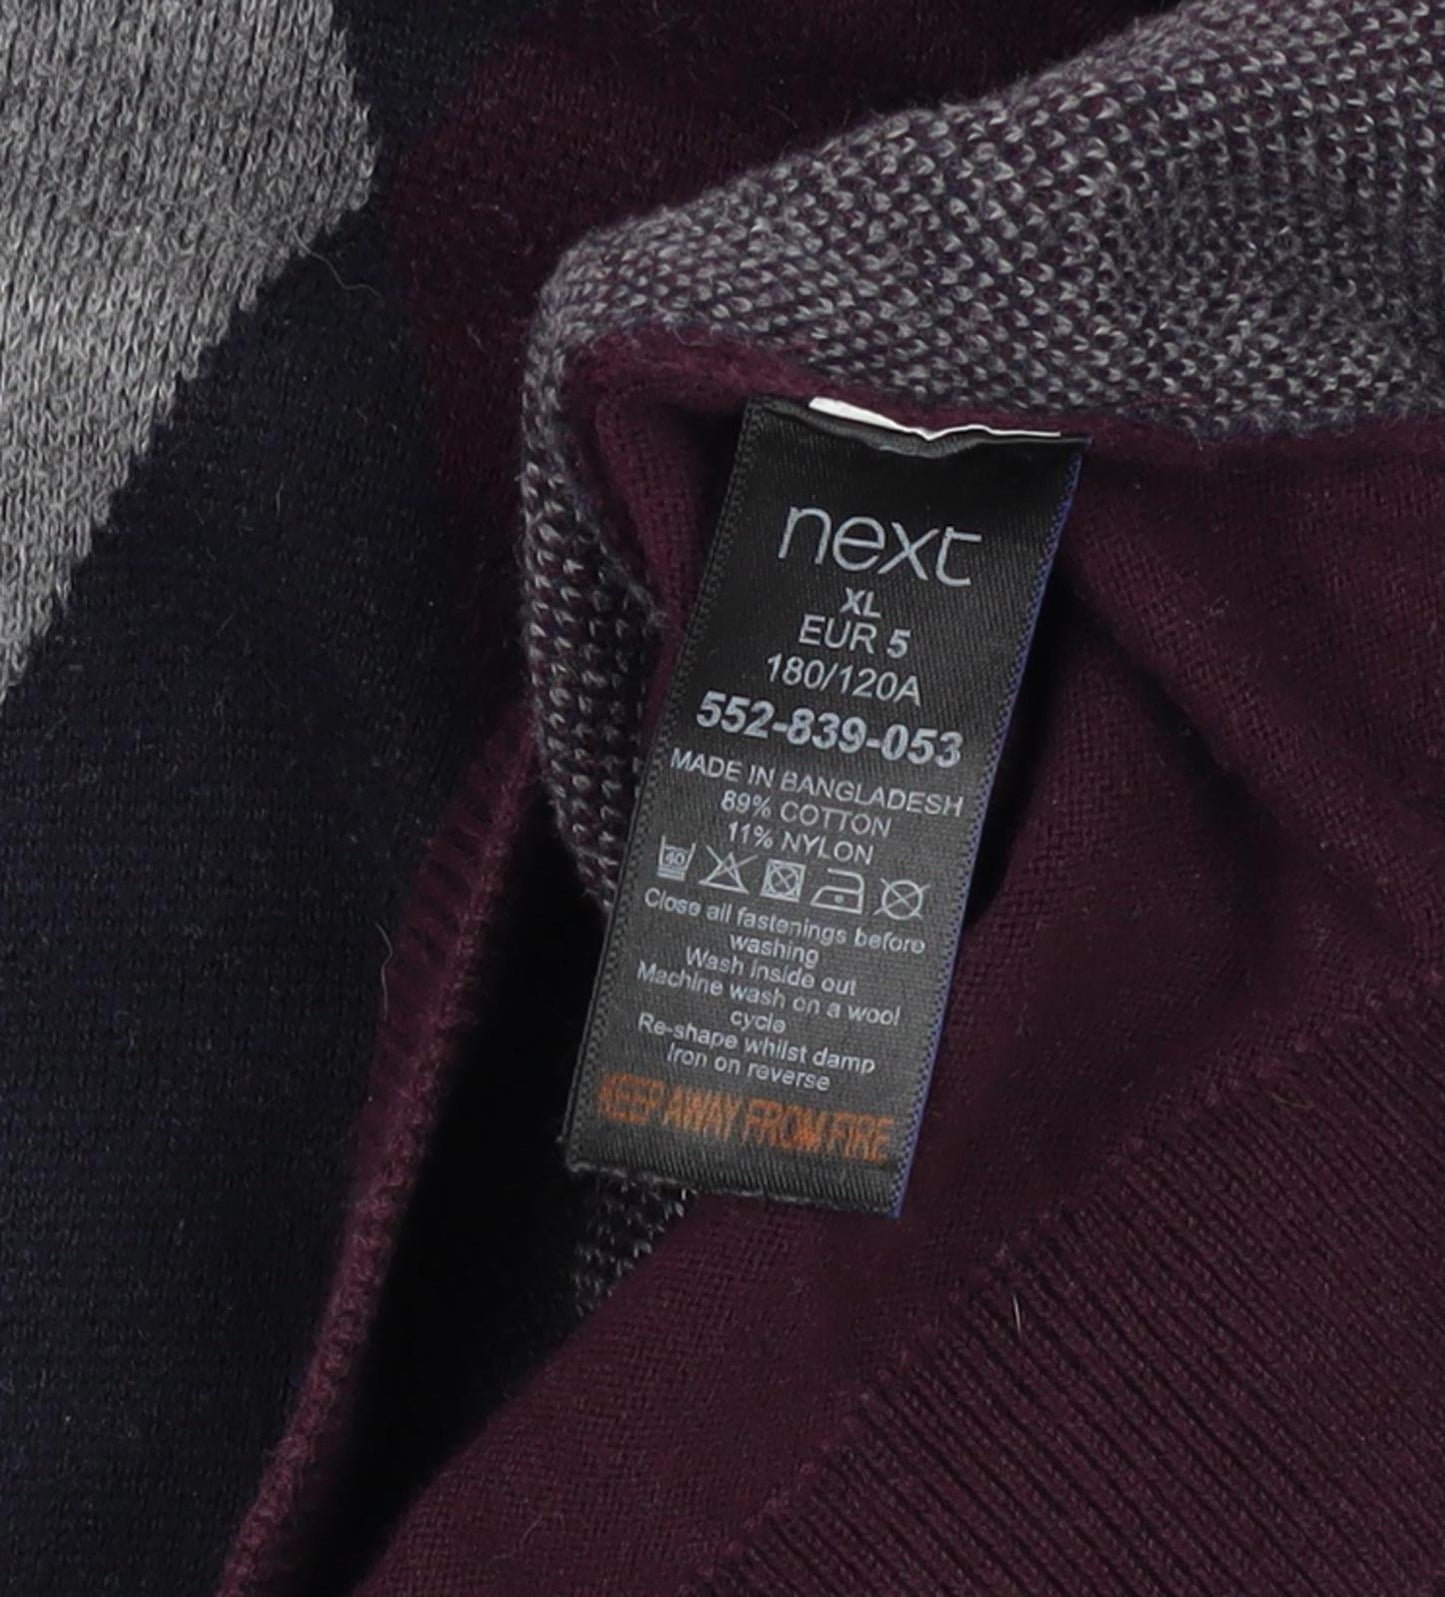 next
XL
EUR 5
180/120A
552-839-053
MADE IN BANGLADESH
89% COTTON
11% NYLON
40
Close all fastenings before
washing
Wash inside out
Machine wash on a wool
cycle
Re-shape whilst damp
Iron on reverse
KEEP AWAY FROM FIRE